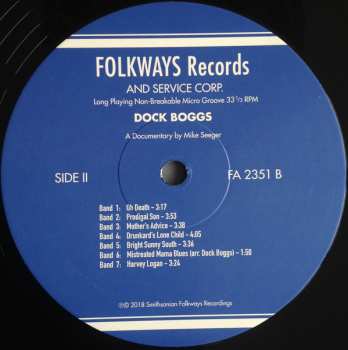 FOLKWAYS Records
AND SERVICE CORP.
Long Playing Non-Breakable Micro Groove 33 1/3 RPM
DOCK BOGGS
A Documentary by Mike Seeger
SIDE II FA 2351 B
Band 1: Oh Death – 3:17
Band 2: Prodigal Son – 3:53
Band 3: Mother's Advice – 3:38
Band 4: Drunkard's Lone Child – 4:05
Band 5: Bright Sunny South – 3:36
Band 6: Mistreated Mama Blues (arr. Dock Boggs) – 1:50
Band 7: Harvey Logan – 3:24
℗© 2018 Smithsonian Folkways Recordings